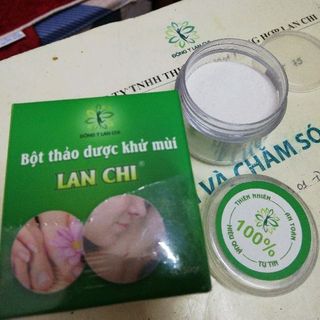 ĐÔNG Y LAN CHI
TY TNHH
HỢP LAN CHI
ĐÔNG Y LAN CHI
Bột thảo dược khử mùi
LAN CHI®
VÀ CHĂM SÓ
THIÊN NHIÊN
AN TOÀN
100%
HIỆU QUẢ
TỰ TIN